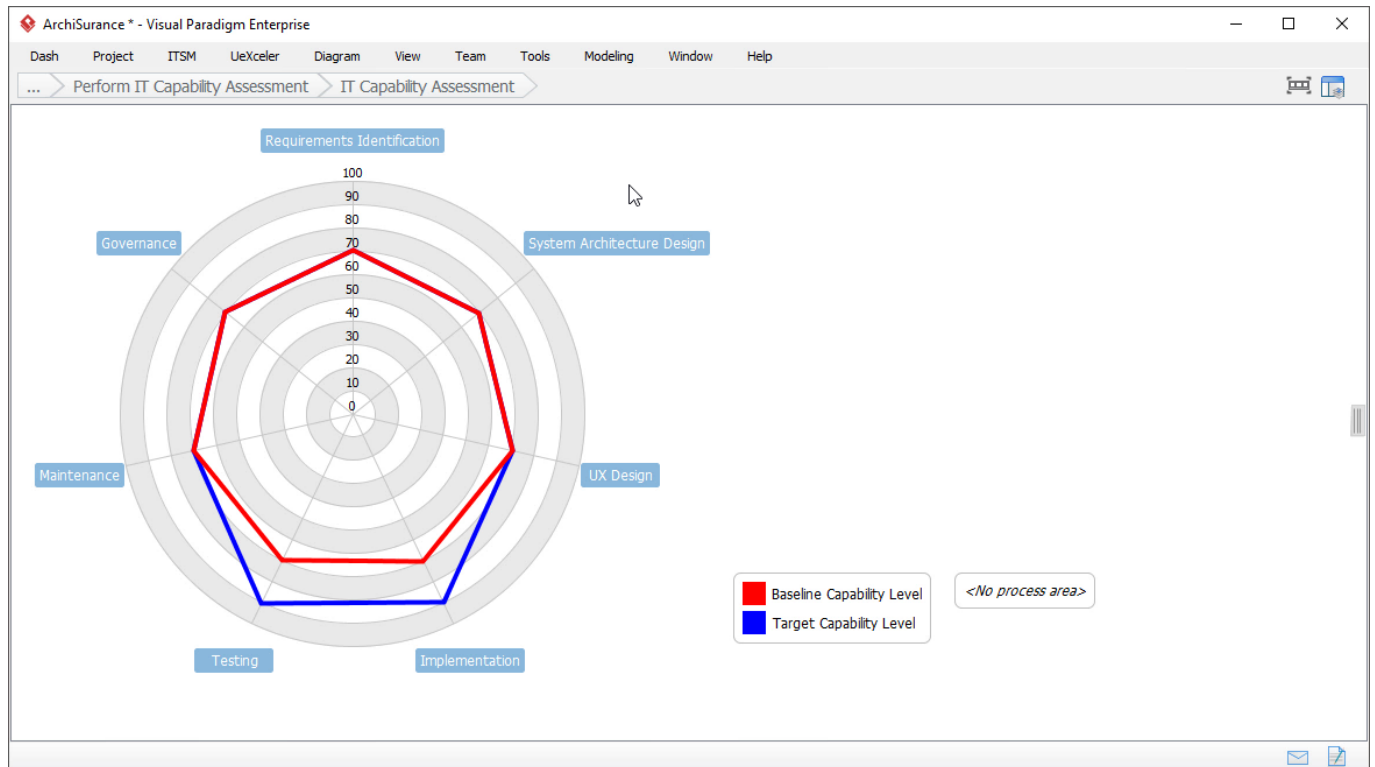 ArchiSurance * - Visual Paradigm Enterprise
Dash Project ITSM UeXceler Diagram View Team Tools Modeling Window Help
... Perform IT Capability Assessment IT Capability Assessment
Requirements Identification
100
90
80
Governance
70
System Architecture Design
60
50
40
30
20
10
0
Maintenance
UX Design
Baseline Capability Level
<No process area>
Target Capability Level
Testing
Implementation